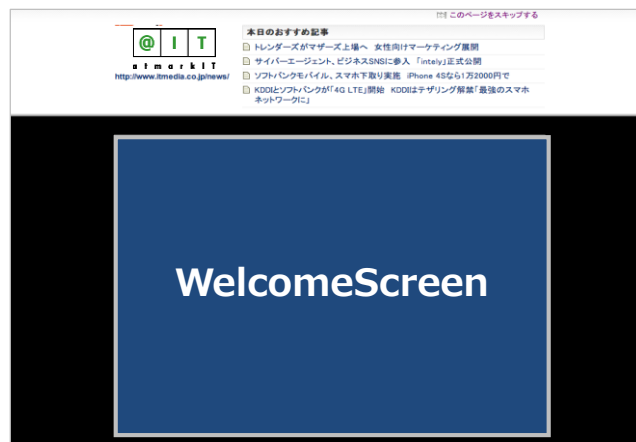 このページをスキップする
@IT
atmarkIT
http://www.itmedia.co.jp/news/
本日のおすすめ記事
トレンダーズがマザーズ上場へ 女性向けマーケティング展開
サイバーエージェント、ビジネスSNSに参入 「intely」正式公開
ソフトバンクモバイル、スマホ下取り実施 iPhone 4Sなら1万2000円で
KDDIとソフトバンクが「4G LTE」開始 KDDIはテザリング解禁「最強のスマホ
ネットワークに」
WelcomeScreen